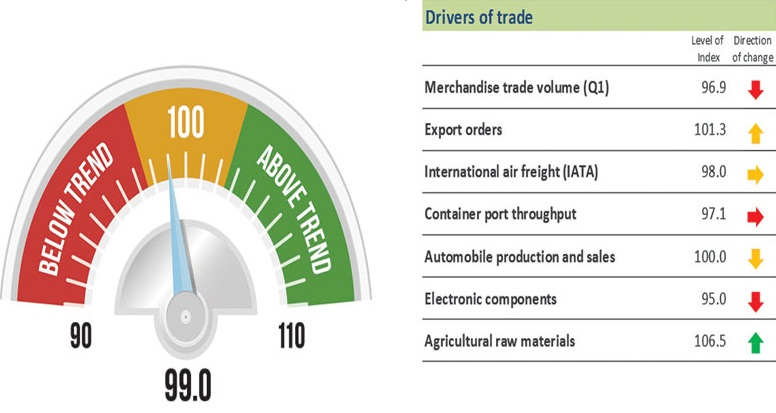 BELOW TREND
100
ABOVE TREND
90
110
99.0
Drivers of trade
Level of Direction
Index of change
Merchandise trade volume (Q1) 96.9
Export orders 101.3
International air freight (IATA) 98.0
Container port throughput 97.1
Automobile production and sales 100.0
Electronic components 95.0
Agricultural raw materials 106.5